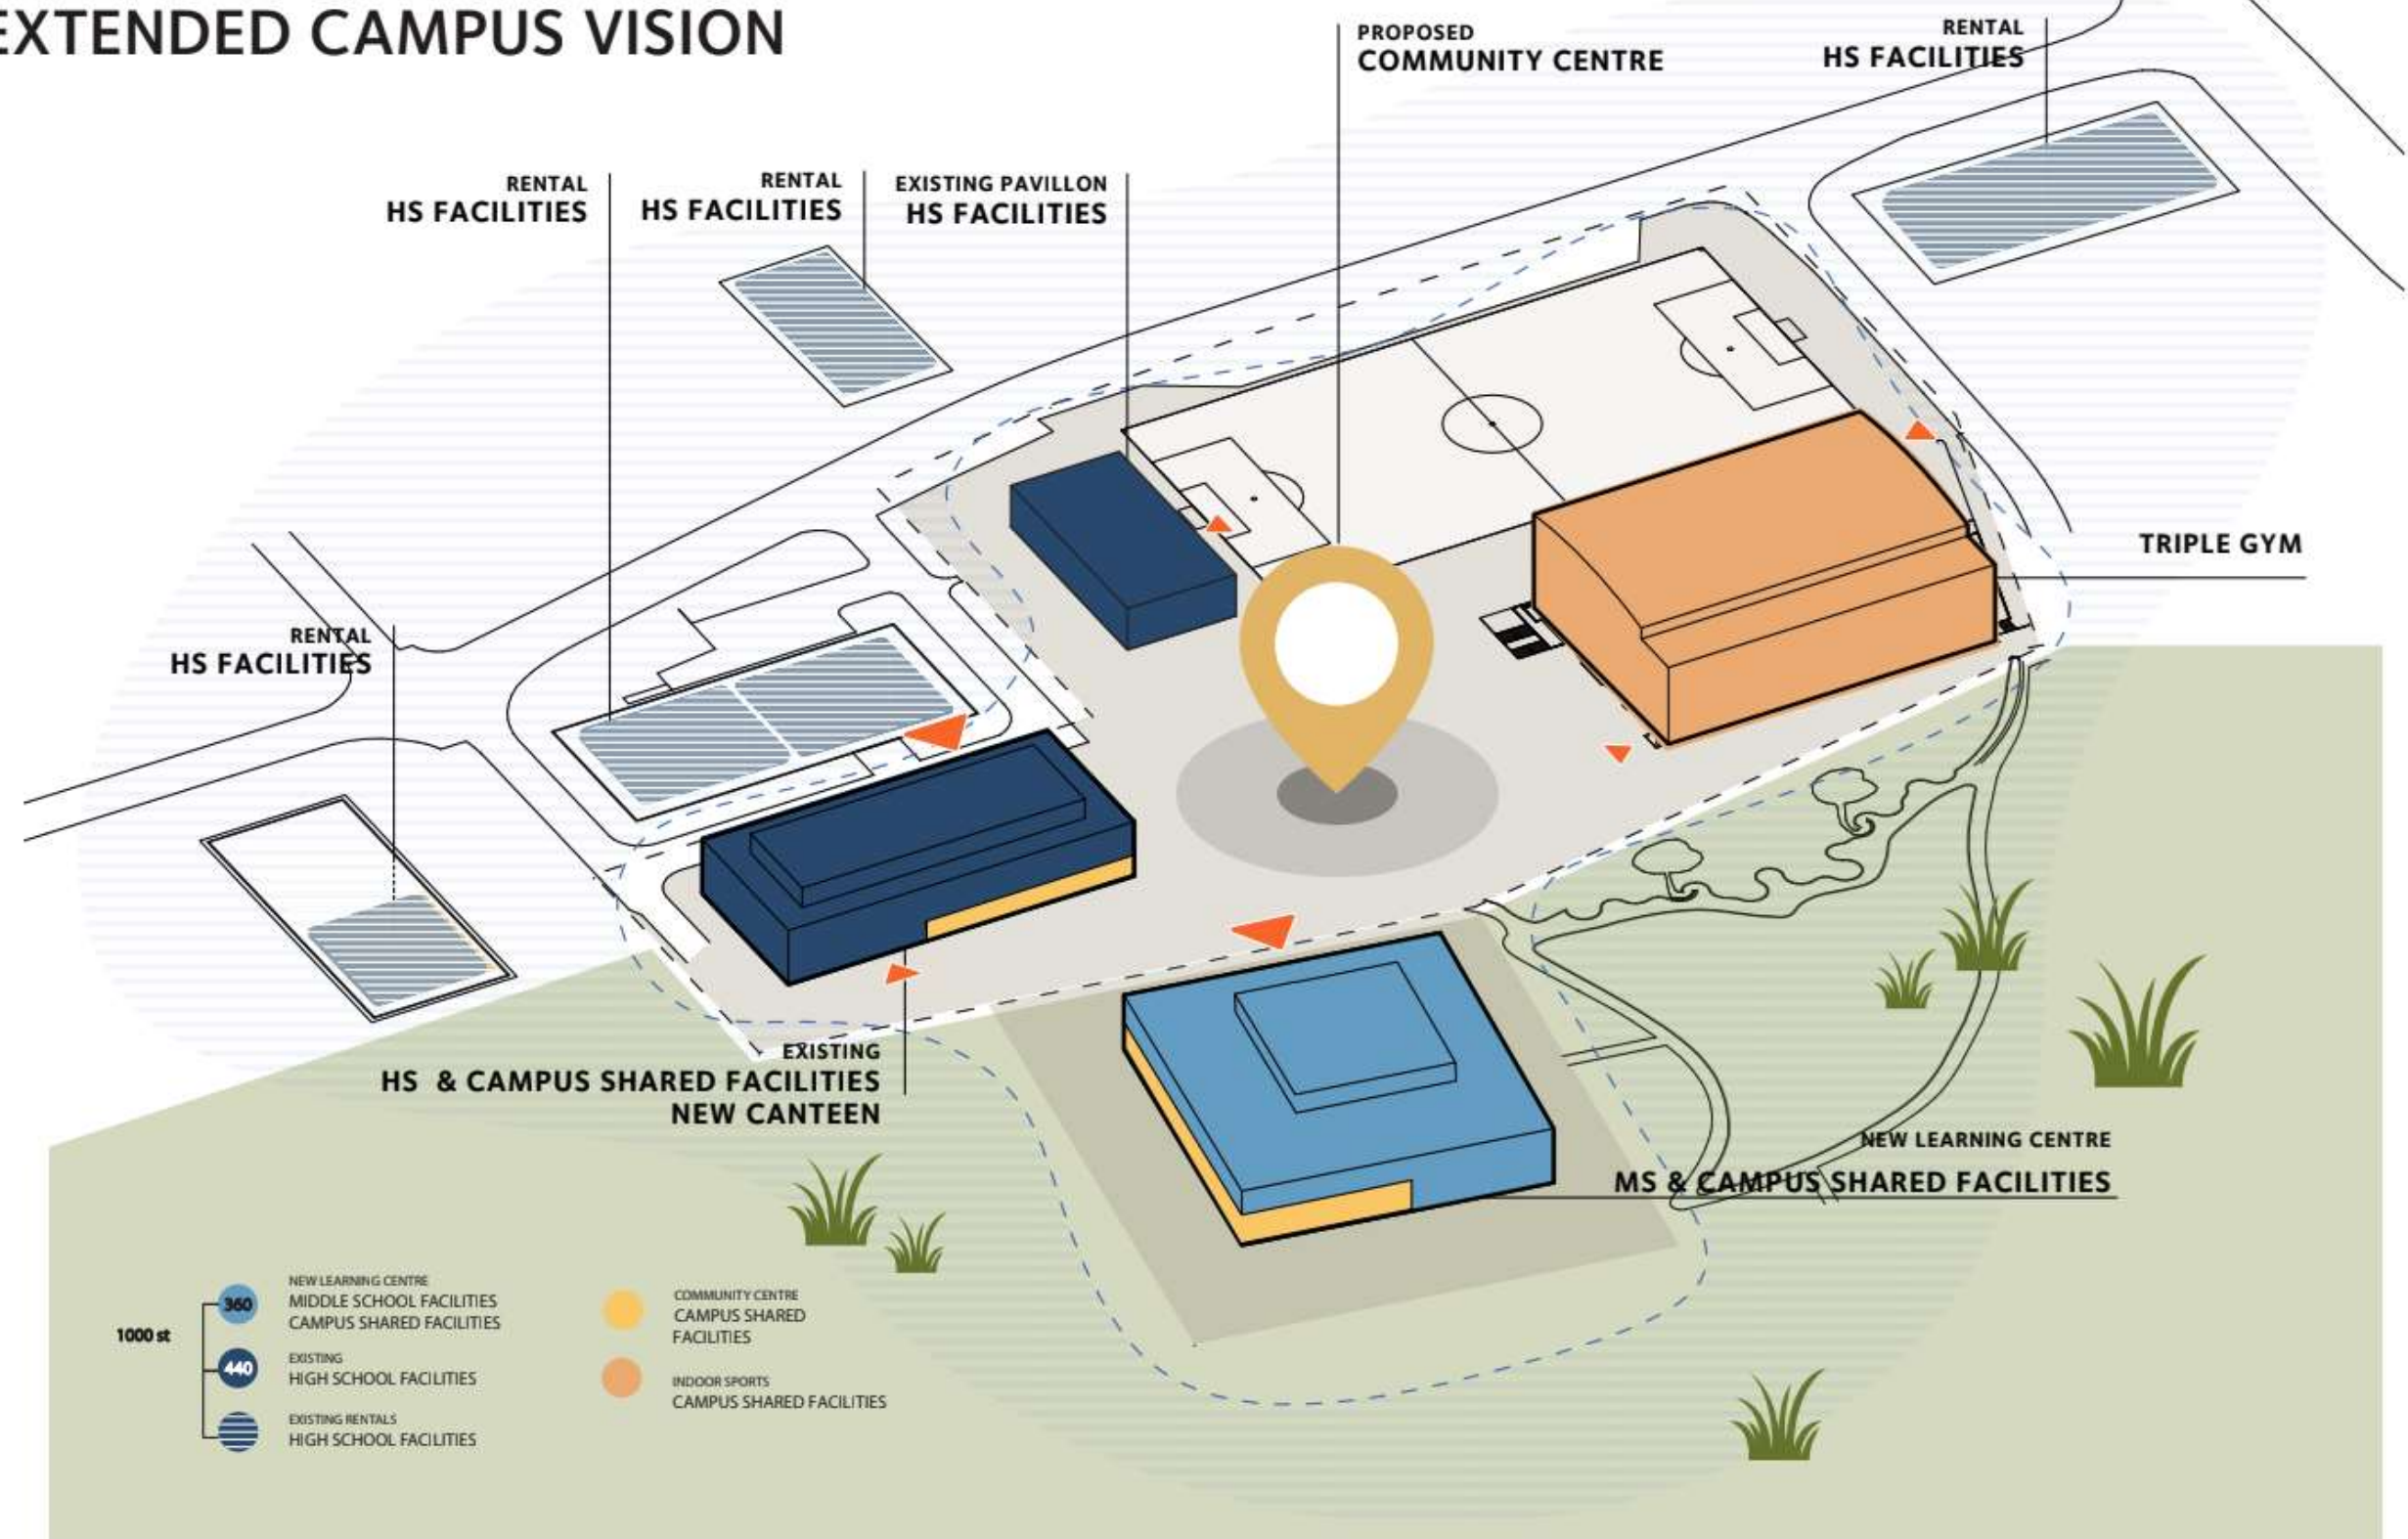 EXTENDED CAMPUS VISION
PROPOSED
COMMUNITY CENTRE
RENTAL
HS FACILITIES
RENTAL
HS FACILITIES
RENTAL
HS FACILITIES
EXISTING PAVILLON
HS FACILITIES
TRIPLE GYM
RENTAL
HS FACILITIES
EXISTING
HS & CAMPUS SHARED FACILITIES
NEW CANTEEN
NEW LEARNING CENTRE
MS & CAMPUS SHARED FACILITIES
1000 st
360
NEW LEARNING CENTRE
MIDDLE SCHOOL FACILITIES
CAMPUS SHARED FACILITIES
440
EXISTING
HIGH SCHOOL FACILITIES
EXISTING RENTALS
HIGH SCHOOL FACILITIES
COMMUNITY CENTRE
CAMPUS SHARED
FACILITIES
INDOOR SPORTS
CAMPUS SHARED FACILITIES